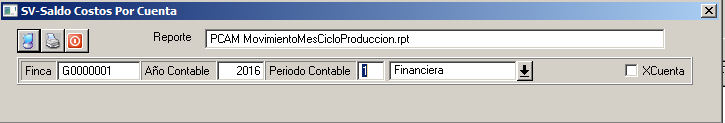 SV-Saldo Costos Por Cuenta
Reporte PCAM MovimientoMesCicloProduccion.rpt
Finca G0000001 Año Contable 2016 Periodo Contable 1 Financiera XCuenta